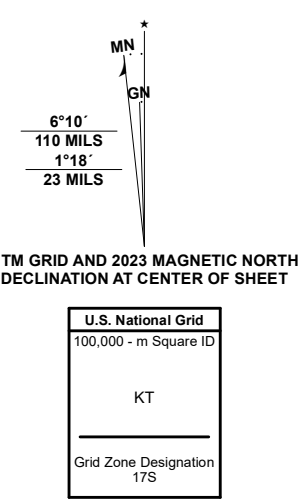 MN
GN
6°10´
110 MILS
1°18´
23 MILS
TM GRID AND 2023 MAGNETIC NORTH
DECLINATION AT CENTER OF SHEET
U.S. National Grid
100,000 - m Square ID
KT
Grid Zone Designation
17S